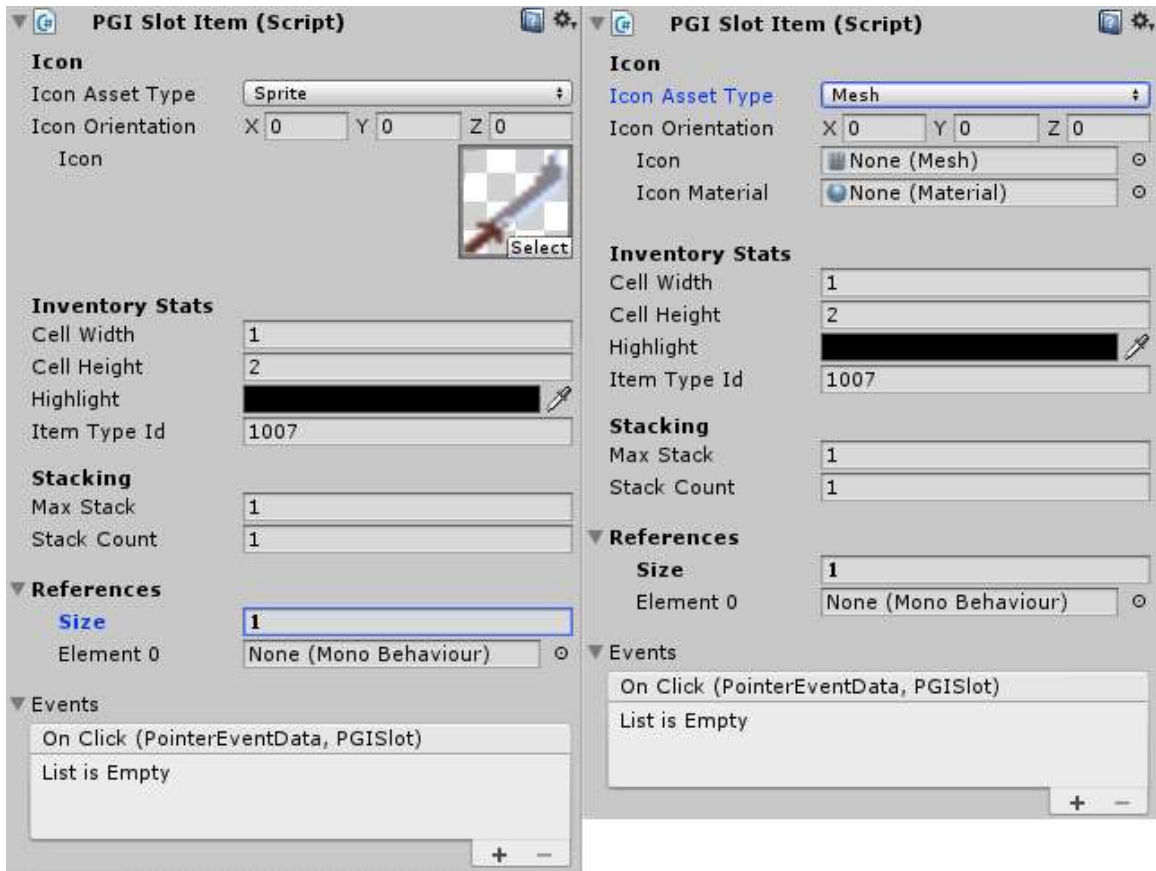 PGI Slot Item (Script)
Icon
Icon Asset Type Sprite
Icon Orientation X 0 Y 0 Z 0
Icon
Select
Inventory Stats
Cell Width 1
Cell Height 2
Highlight
Item Type Id 1007
Stacking
Max Stack 1
Stack Count 1
References
Size 1
Element 0 None (Mono Behaviour)
Events
On Click (PointerEventData, PGISlot)
List is Empty
+ −
PGI Slot Item (Script)
Icon
Icon Asset Type Mesh
Icon Orientation X 0 Y 0 Z 0
Icon None (Mesh)
Icon Material None (Material)
Inventory Stats
Cell Width 1
Cell Height 2
Highlight
Item Type Id 1007
Stacking
Max Stack 1
Stack Count 1
References
Size 1
Element 0 None (Mono Behaviour)
Events
On Click (PointerEventData, PGISlot)
List is Empty
+ −